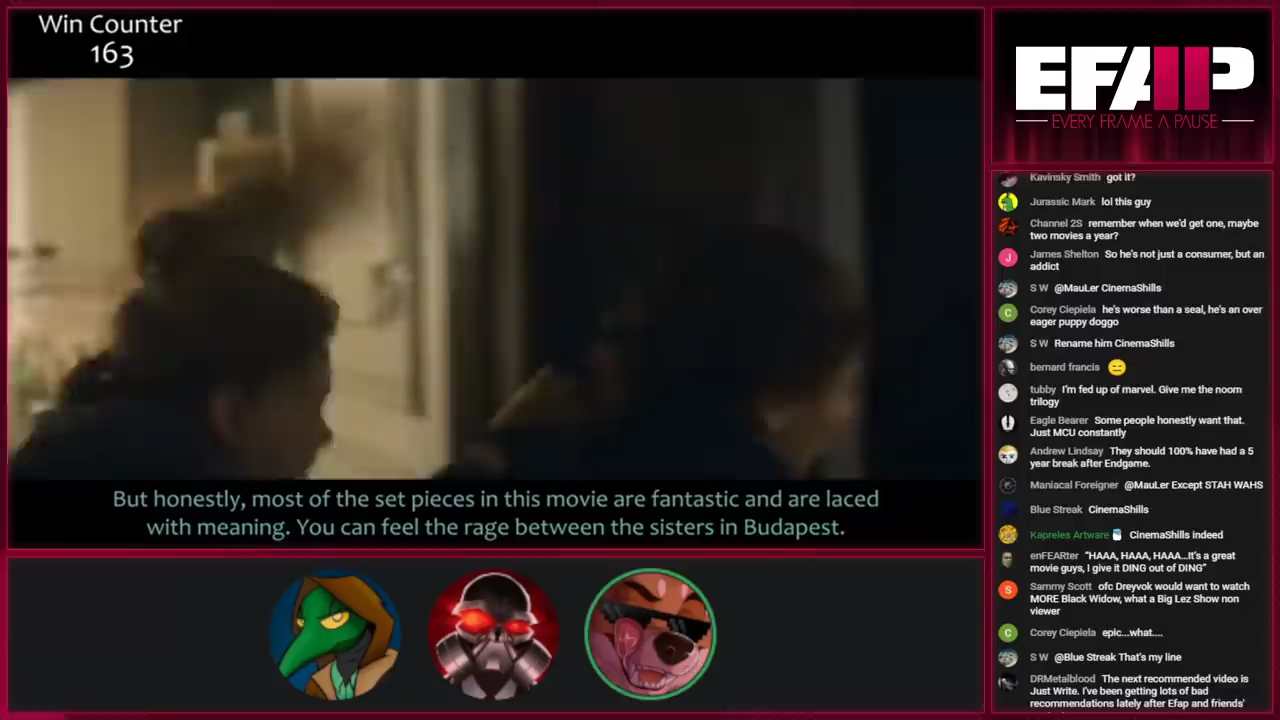 Win Counter
163
But honestly, most of the set pieces in this movie are fantastic and are laced
with meaning. You can feel the rage between the sisters in Budapest.
EFAP
EVERY FRAME A PAUSE
Kavinsky Smith got it?
Jurassic Mark lol this guy
Channel 2S remember when we'd get one, maybe
two movies a year?
J
James Shelton So he's not just a consumer, but an
addict
S W @MauLer CinemaShills
C
Corey Ciepiela he's worse than a seal, he's an over
eager puppy doggo
S W Rename him CinemaShills
bernard francis 😑
tubby I'm fed up of marvel. Give me the noom
trilogy
Eagle Bearer Some people honestly want that.
Just MCU constantly
Andrew Lindsay They should 100% have had a 5
year break after Endgame.
Maniacal Foreigner @MauLer Except STAH WAHS
Blue Streak CinemaShills
Kapreles Artware CinemaShills indeed
enFEARter “HAAA, HAAA, HAAA...It's a great
movie guys, I give it DING out of DING”
S
Sammy Scott ofc Dreyvok would want to watch
MORE Black Widow, what a Big Lez Show non
viewer
C
Corey Ciepiela epic...what....
S W @Blue Streak That's my line
DRMetalblood The next recommended video is
Just Write. I've been getting lots of bad
recommendations lately after Efap and friends'